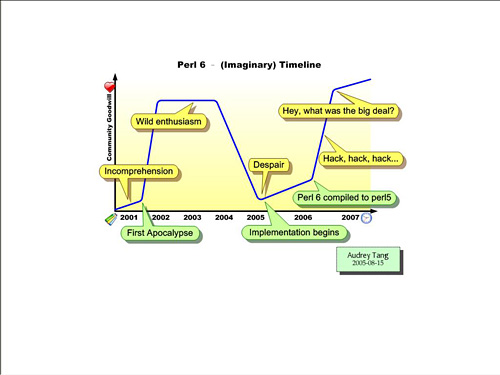 Perl 6 – (Imaginary) Timeline
Community Goodwill
Wild enthusiasm
Hey, what was the big deal?
Incomprehension
Despair
Hack, hack, hack...
Perl 6 compiled to perl5
2001 2002 2003 2004 2005 2006 2007
First Apocalypse
Implementation begins
Audrey Tang
2005-08-15